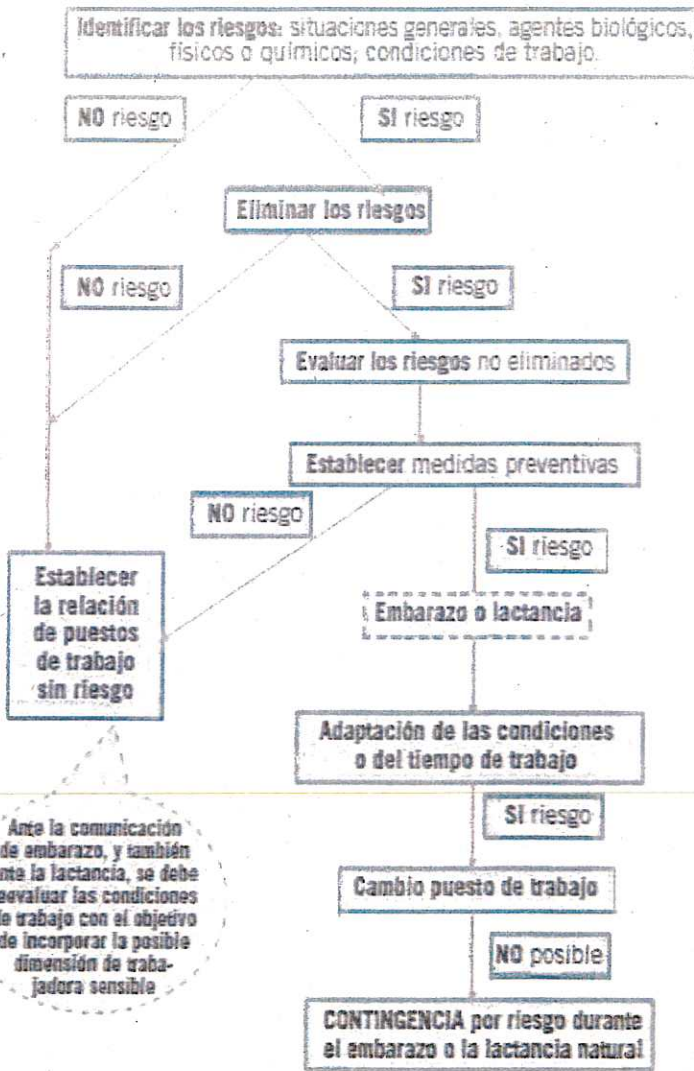 Identificar los riesgos: situaciones generales, agentes biológicos,
físicos o químicos; condiciones de trabajo.
NO riesgo
SI riesgo
Eliminar los riesgos
NO riesgo
SI riesgo
Evaluar los riesgos no eliminados
Establecer medidas preventivas
NO riesgo
SI riesgo
Establecer
la relación
de puestos
de trabajo
sin riesgo
Embarazo o lactancia
Adaptación de las condiciones
o del tiempo de trabajo
SI riesgo
Ante la comunicación
de embarazo, y también
nte la lactancia, se debe
eevaluar las condiciones
de trabajo con el objetivo
de incorporar la posible
dimensión de traba-
jadora sensible
Cambio puesto de trabajo
NO posible
CONTINGENCIA por riesgo durante
el embarazo o la lactancia natural